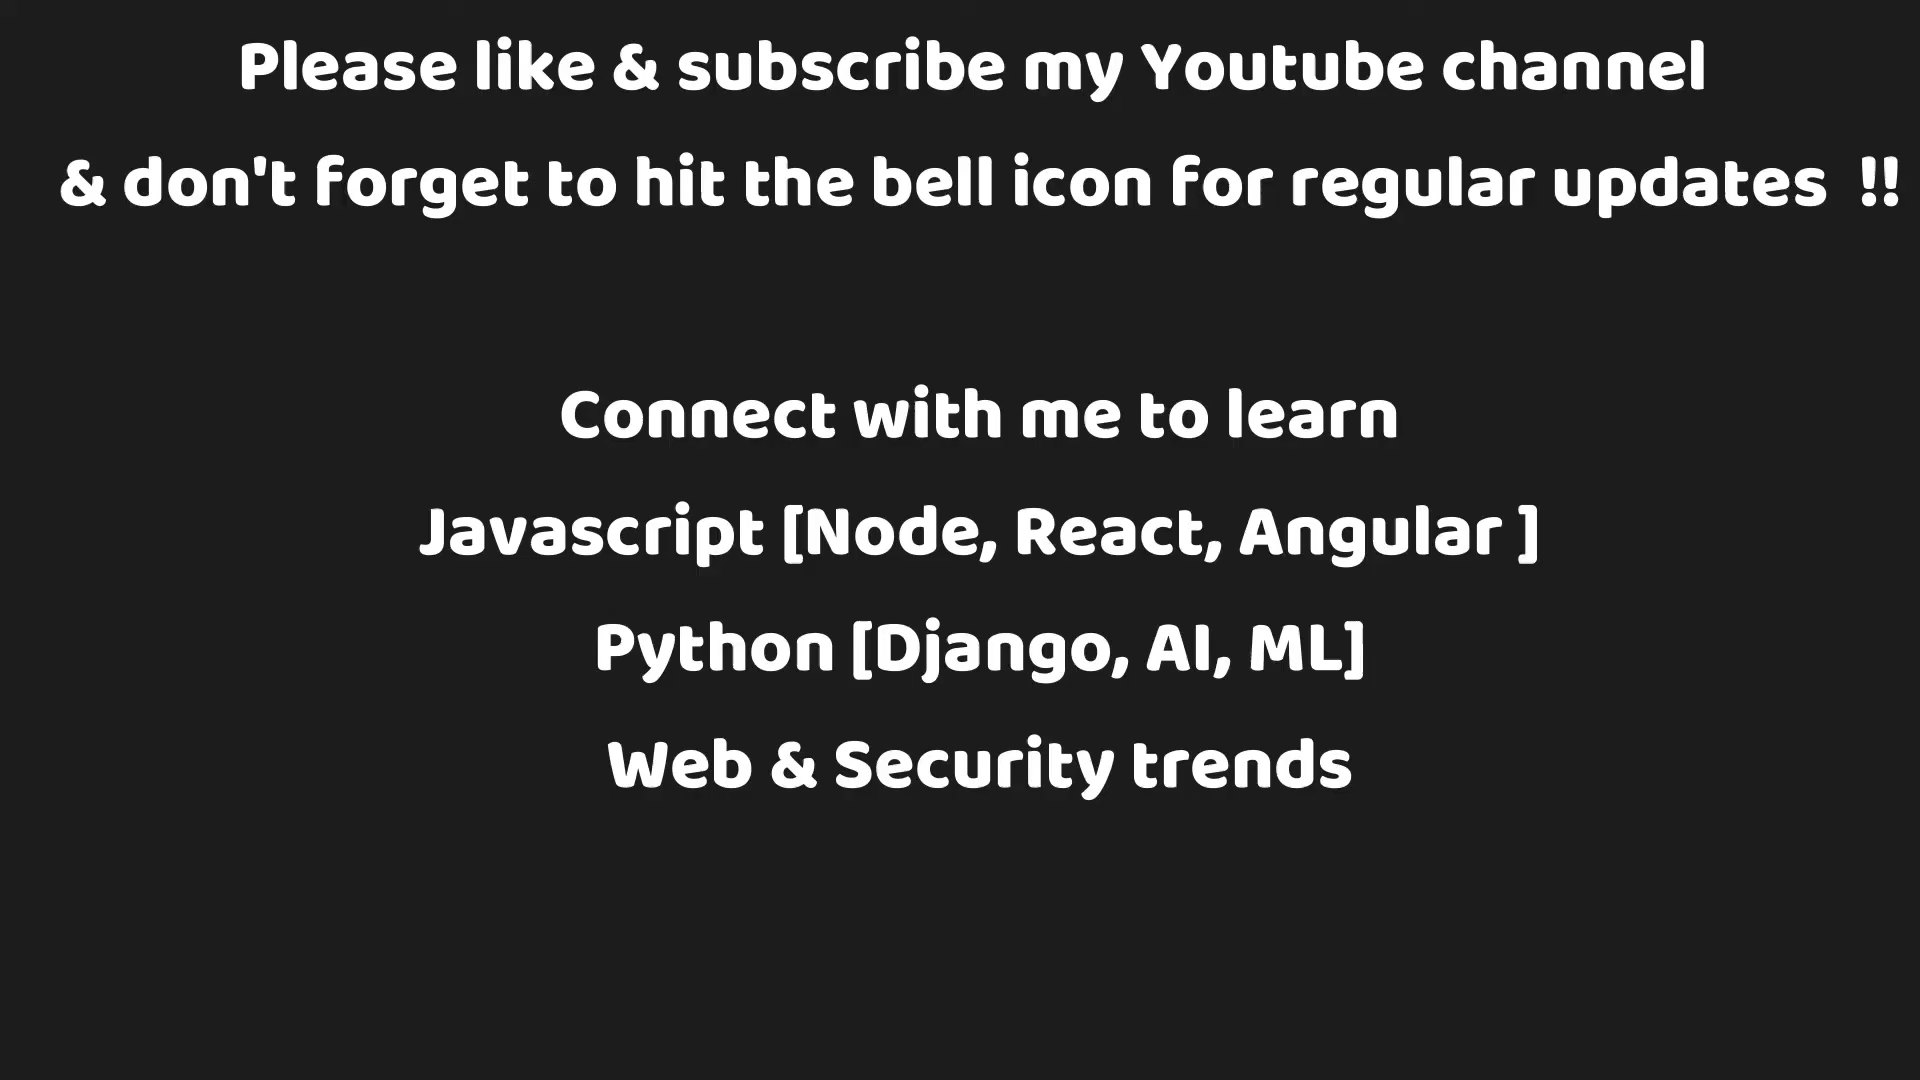 Please like & subscribe my Youtube channel
& don't forget to hit the bell icon for regular updates !!
Connect with me to learn
Javascript [Node, React, Angular ]
Python [Django, AI, ML]
Web & Security trends